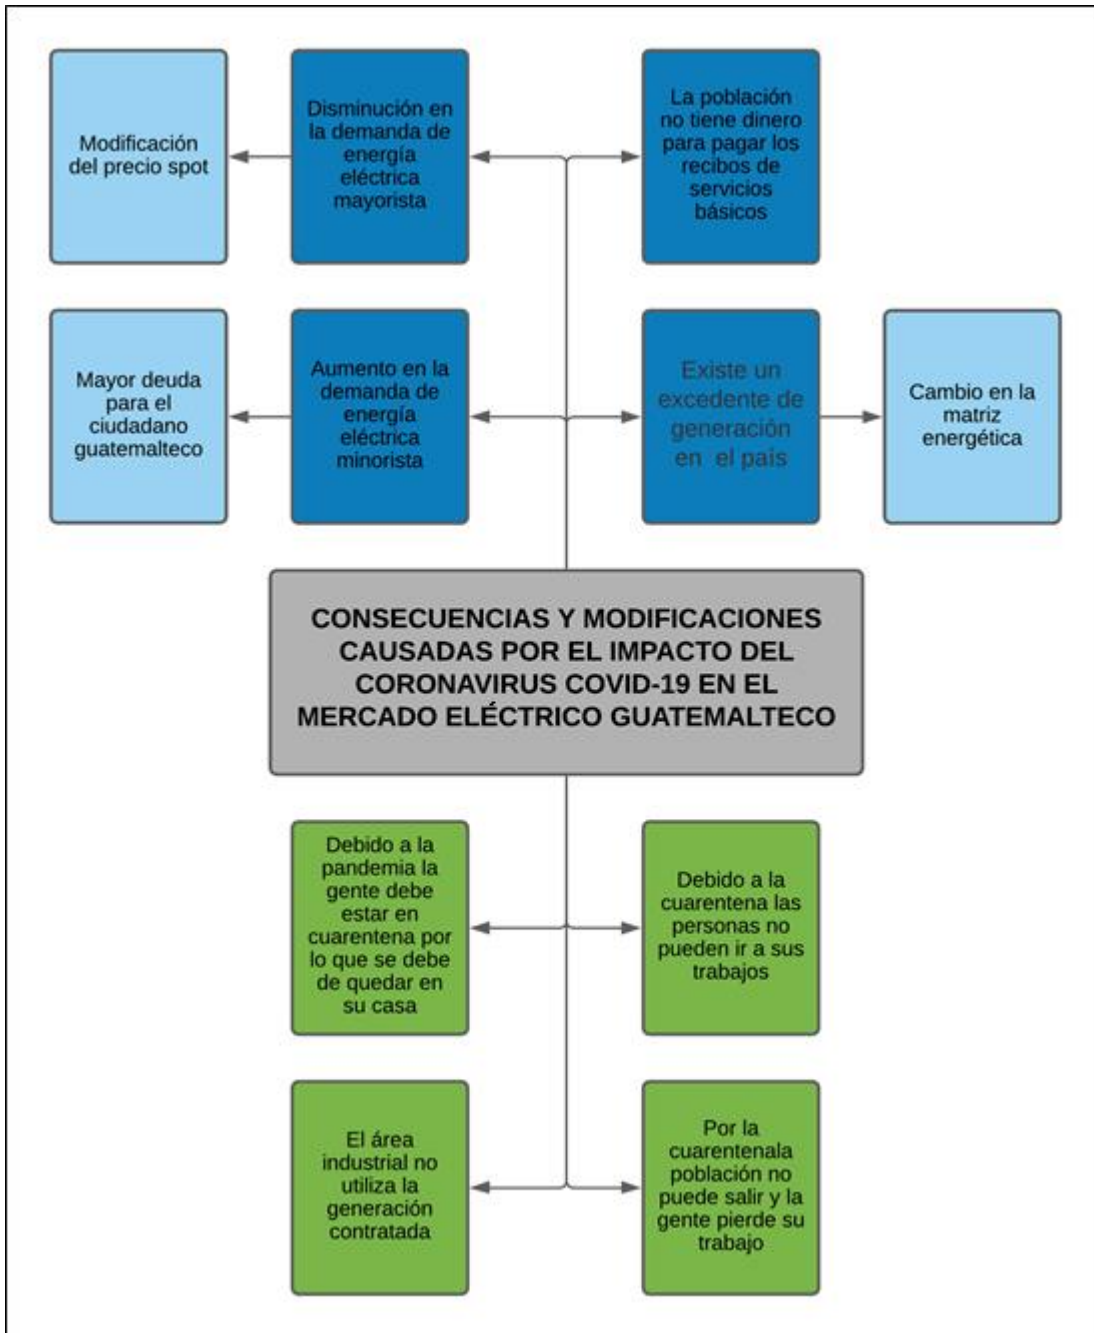 Modificación
del precio spot
Disminución en
la demanda de
energía
eléctrica
mayorista
La población
no tiene dinero
para pagar los
recibos de
servicios
básicos
Mayor deuda
para el
ciudadano
guatemalteco
Aumento en la
demanda de
energía
eléctrica
minorista
Existe un
excedente de
generación
en el país
Cambio en la
matriz
energética
CONSECUENCIAS Y MODIFICACIONES
CAUSADAS POR EL IMPACTO DEL
CORONAVIRUS COVID-19 EN EL
MERCADO ELÉCTRICO GUATEMALTECO
Debido a la
pandemia la
gente debe
estar en
cuarentena por
lo que se debe
de quedar en
su casa
Debido a la
cuarentena las
personas no
pueden ir a sus
trabajos
El área
industrial no
utiliza la
generación
contratada
Por la
cuarentenala
población no
puede salir y la
gente pierde su
trabajo